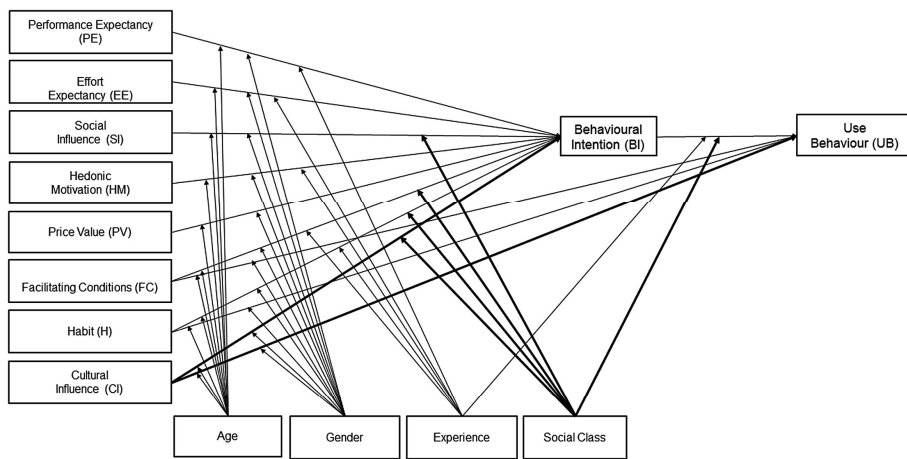 Performance Expectancy
(PE)
Effort
Expectancy (EE)
Social
Influence (SI)
Hedonic
Motivation (HM)
Price Value (PV)
Facilitating Conditions (FC)
Habit (H)
Cultural
Influence (CI)
Behavioural
Intention (BI)
Use
Behaviour (UB)
Age
Gender
Experience
Social Class